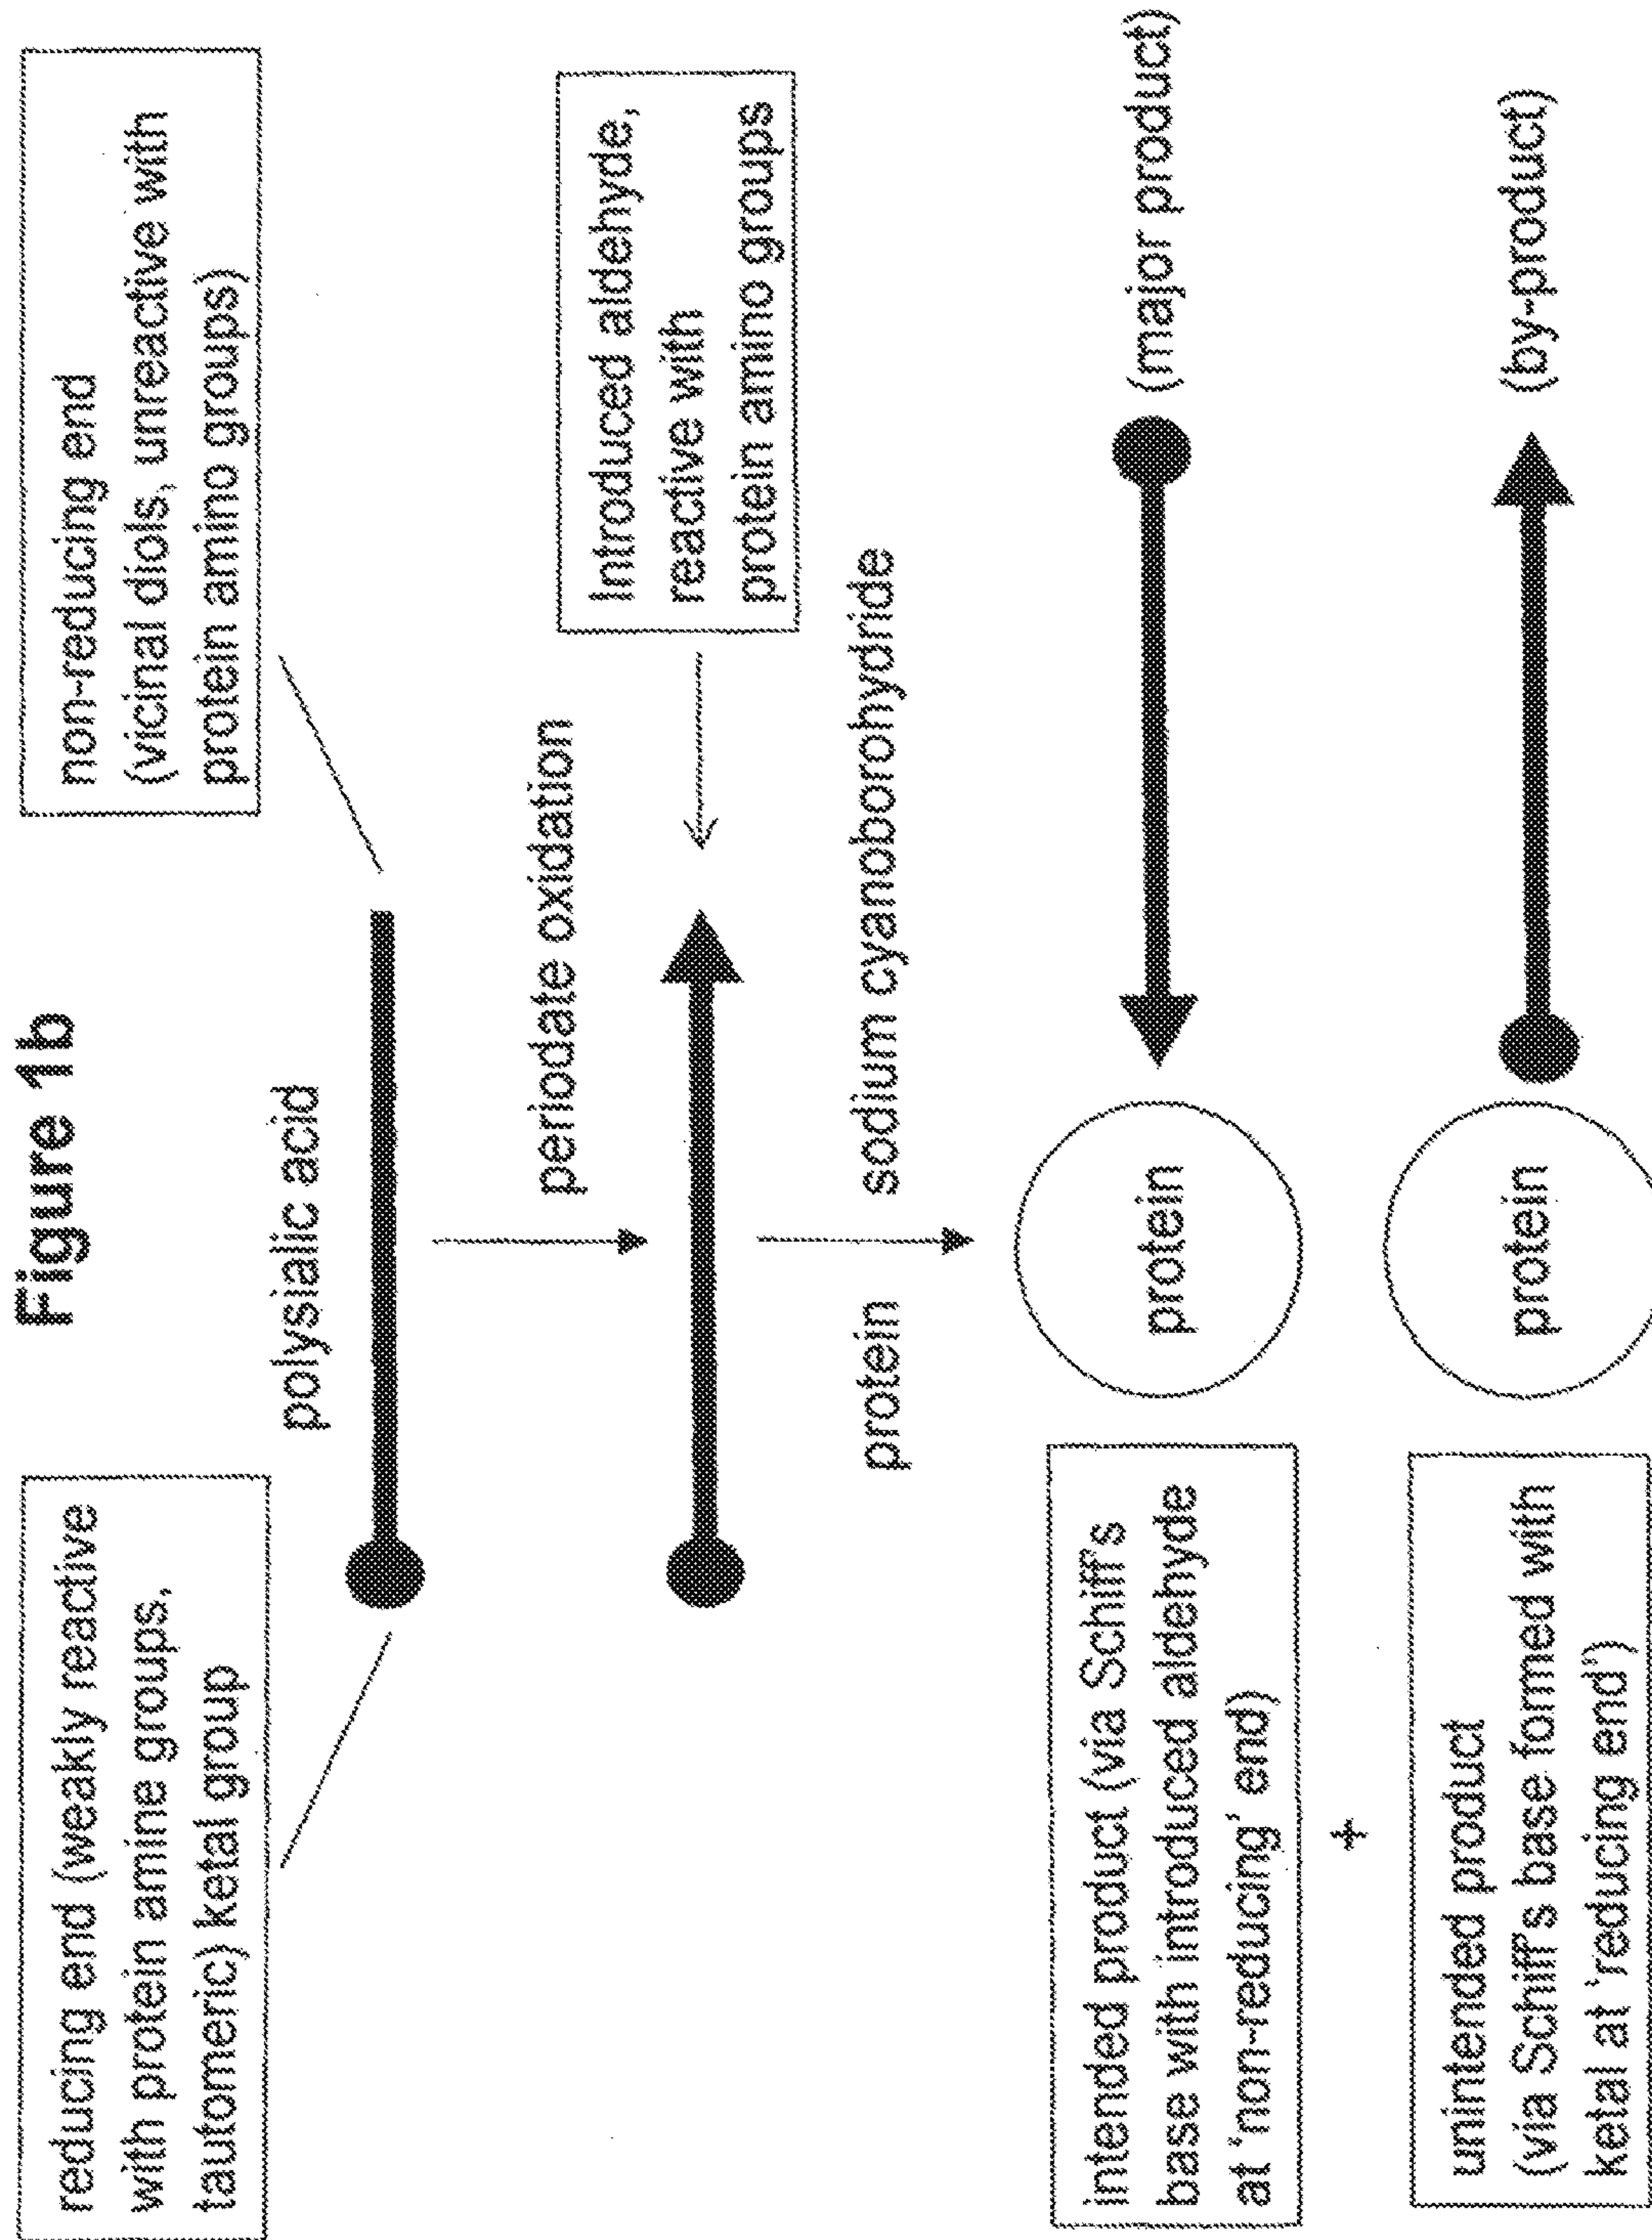 Figure 1b
reducing end (weakly reactive
with protein amine groups,
tautomeric) ketal group
polysialic acid
non-reducing end
(vicinal diols, unreactive with
protein amino groups)
periodate oxidation
Introduced aldehyde,
reactive with
protein amino groups
protein
sodium cyanoborohydride
intended product (via Schiff's
base with introduced aldehyde
at 'non-reducing' end)
protein
(major product)
+
unintended product
(via Schiff's base formed with
ketal at 'reducing end')
protein
(by-product)